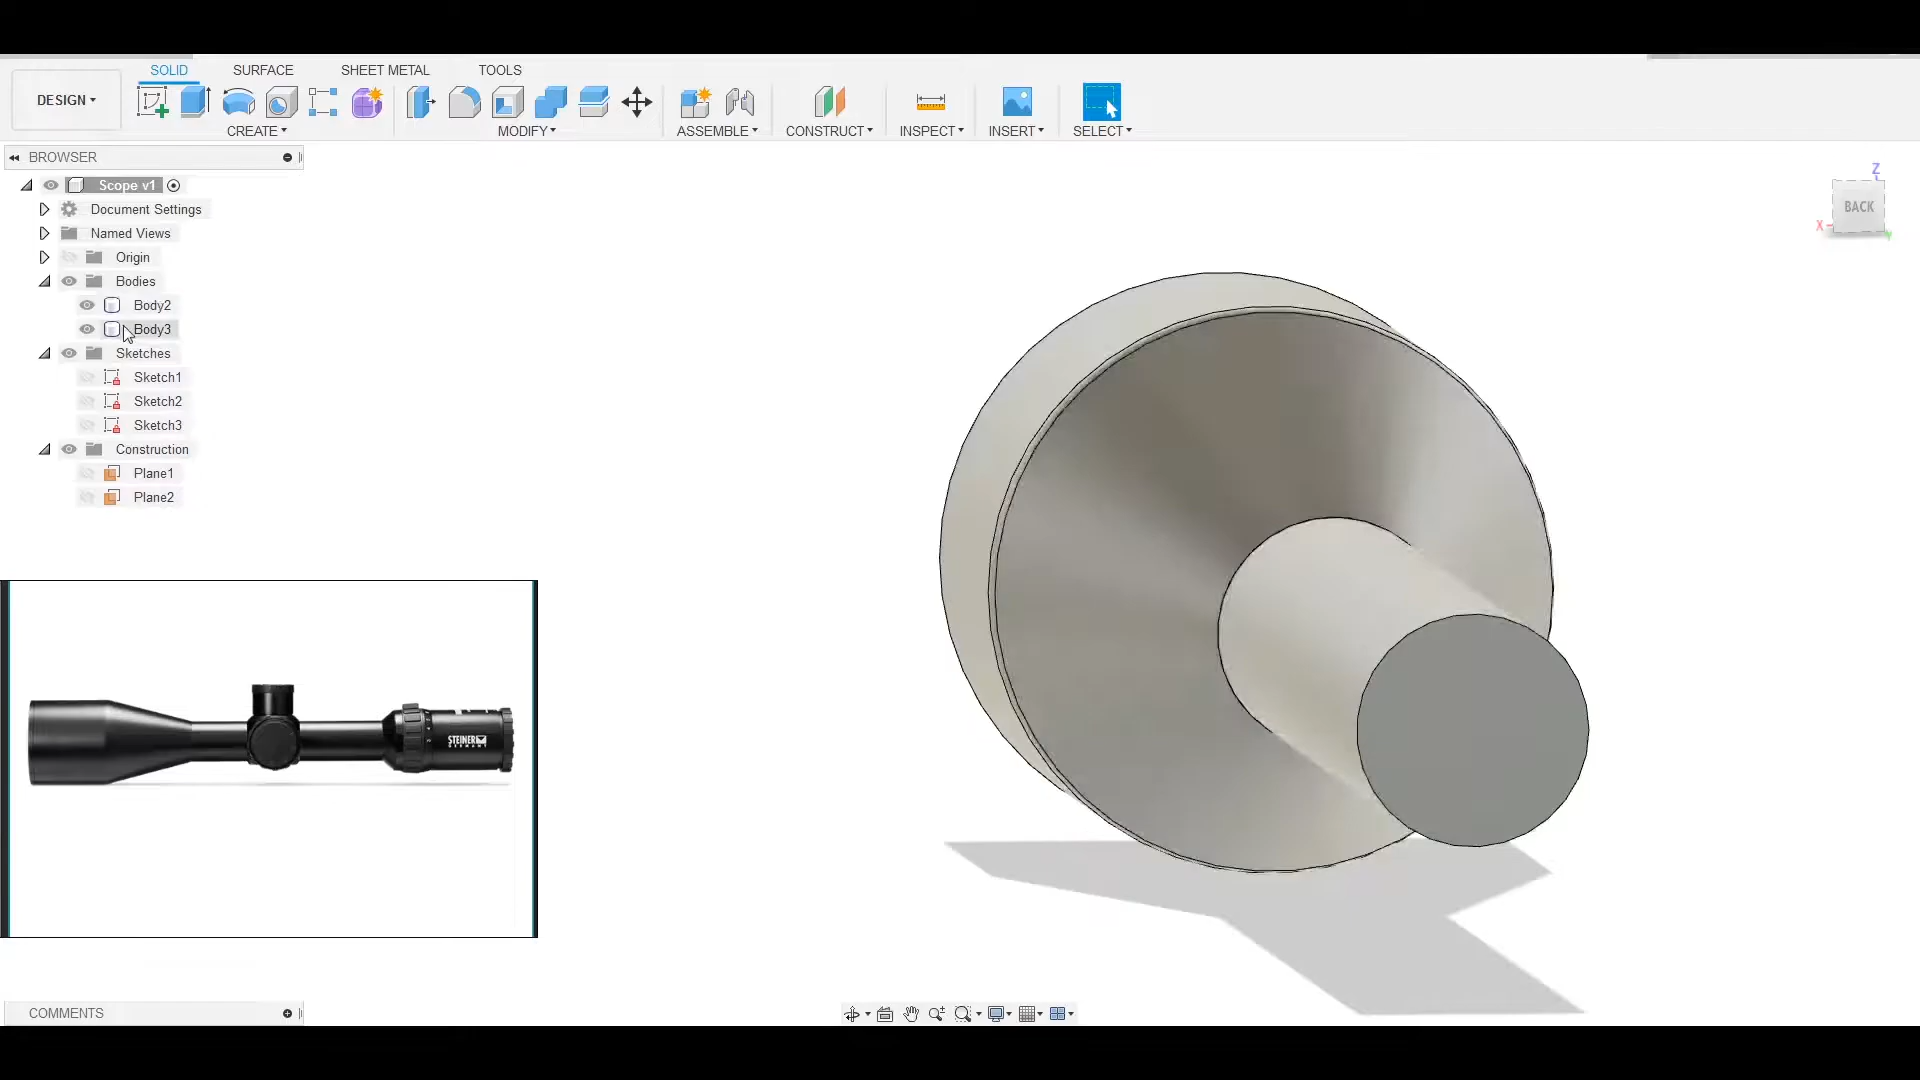 SOLID SURFACE SHEET METAL TOOLS
DESIGN
CREATE MODIFY ASSEMBLE CONSTRUCT INSPECT INSERT SELECT
BROWSER
Scope v1
Document Settings
Named Views
Origin
Bodies
Body2
Body3
Sketches
Sketch1
Sketch2
Sketch3
Construction
Plane1
Plane2
Z
BACK
X
Y
STEINER
GERMANY
COMMENTS